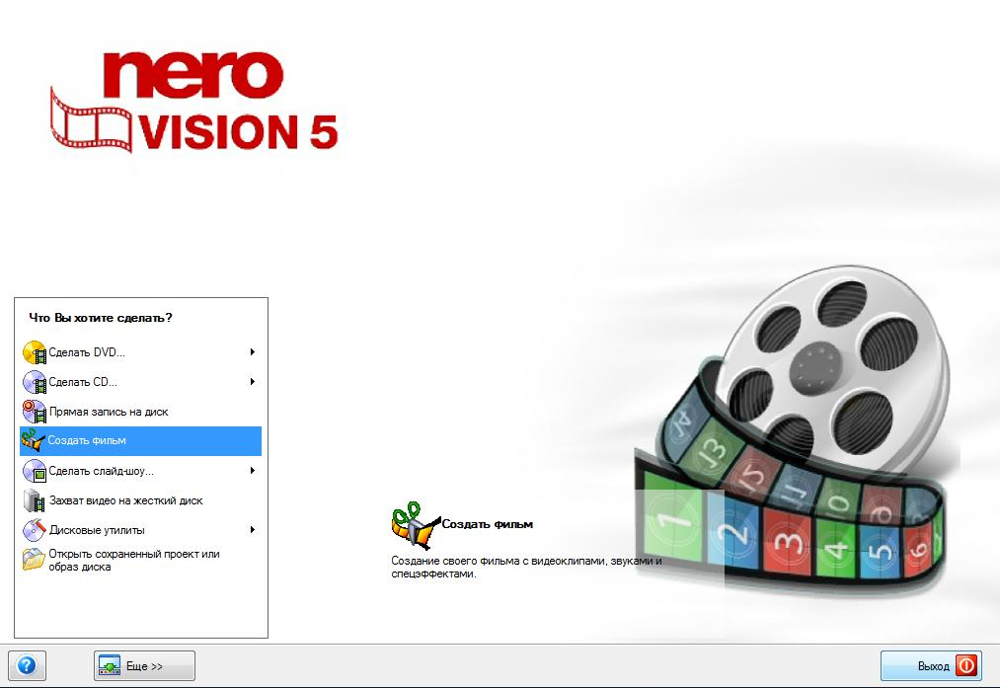 nero
VISION 5
Что Вы хотите сделать?
Сделать DVD...
Сделать CD...
Прямая запись на диск
Создать фильм
Сделать слайд-шоу...
Захват видео на жесткий диск
Дисковые утилиты
Открыть сохраненный проект или
образ диска
Создать фильм
Создание своего фильма с видеоклипами, звуками и
спецэффектами.
1 2 3 4 5 6
?
Еще >>
Выход